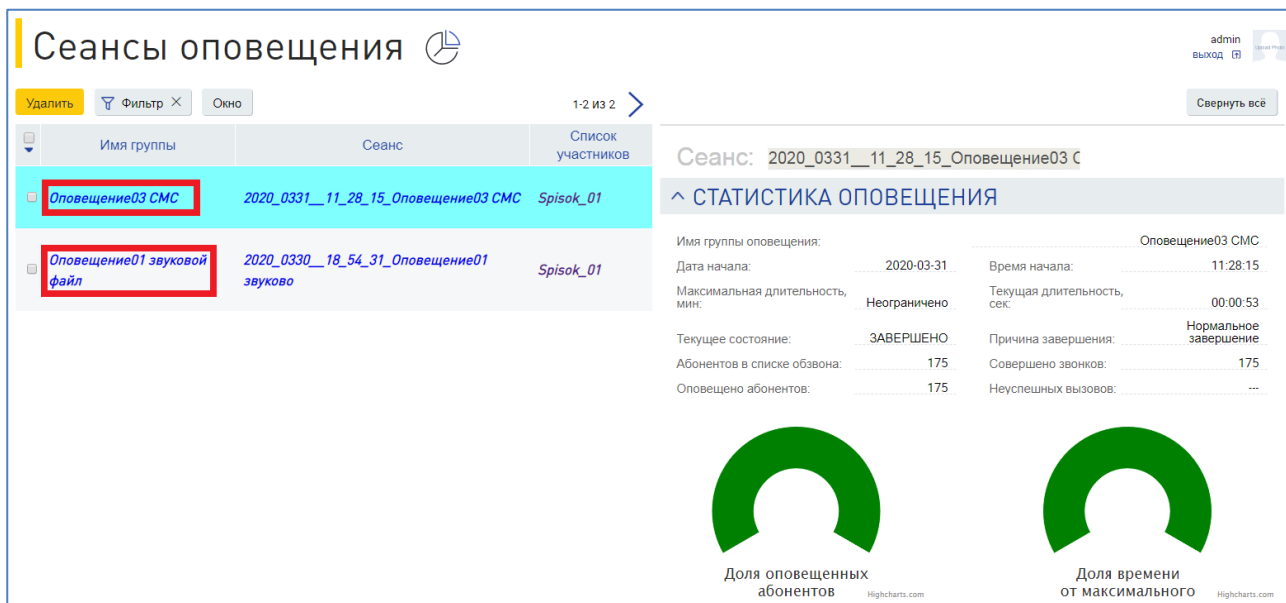 Сеансы оповещения
admin
выход
Удалить
Фильтр ×
Окно
1-2 из 2
Свернуть всё
Имя группы
Сеанс
Список
участников
Оповещение03 СМС
2020_0331__11_28_15_Оповещение03 СМС
Spisok_01
Оповещение01 звуковой
файл
2020_0330__18_54_31_Оповещение01
звуково
Spisok_01
Сеанс: 2020_0331__11_28_15_Оповещение03 С
СТАТИСТИКА ОПОВЕЩЕНИЯ
Имя группы оповещения: Оповещение03 СМС
Дата начала: 2020-03-31 Время начала: 11:28:15
Максимальная длительность,
мин: Неограничено
Текущая длительность,
сек: 00:00:53
Текущее состояние: ЗАВЕРШЕНО Причина завершения: Нормальное
завершение
Абонентов в списке обзвона: 175 Совершено звонков: 175
Оповещено абонентов: 175 Неуспешных вызовов: ---
Доля оповещенных
абонентов
Highcharts.com
Доля времени
от максимального
Highcharts.com